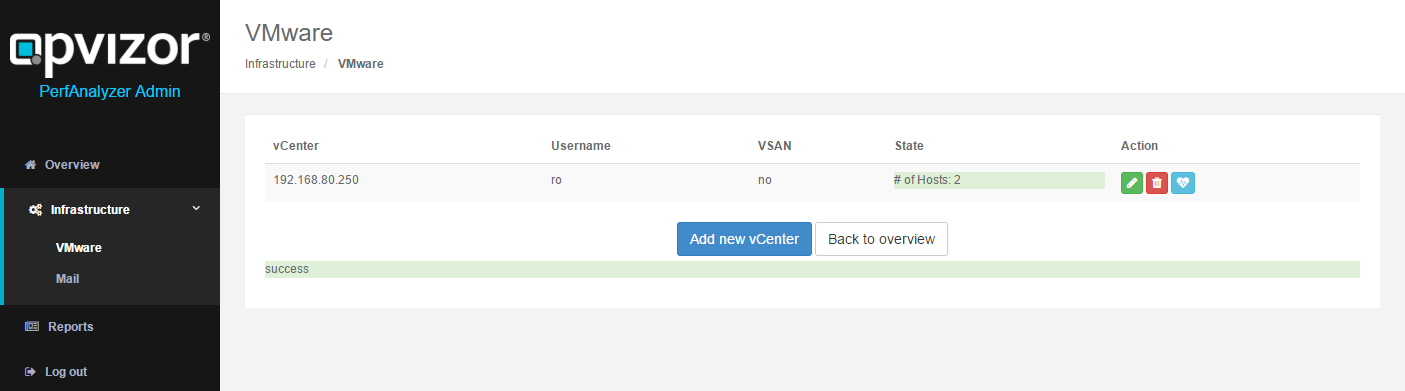 opvizor®
PerfAnalyzer Admin
Overview
Infrastructure
VMware
Mail
Reports
Log out
VMware
Infrastructure / VMware
vCenter Username VSAN State Action
192.168.80.250 ro no # of Hosts: 2
Add new vCenter Back to overview
success